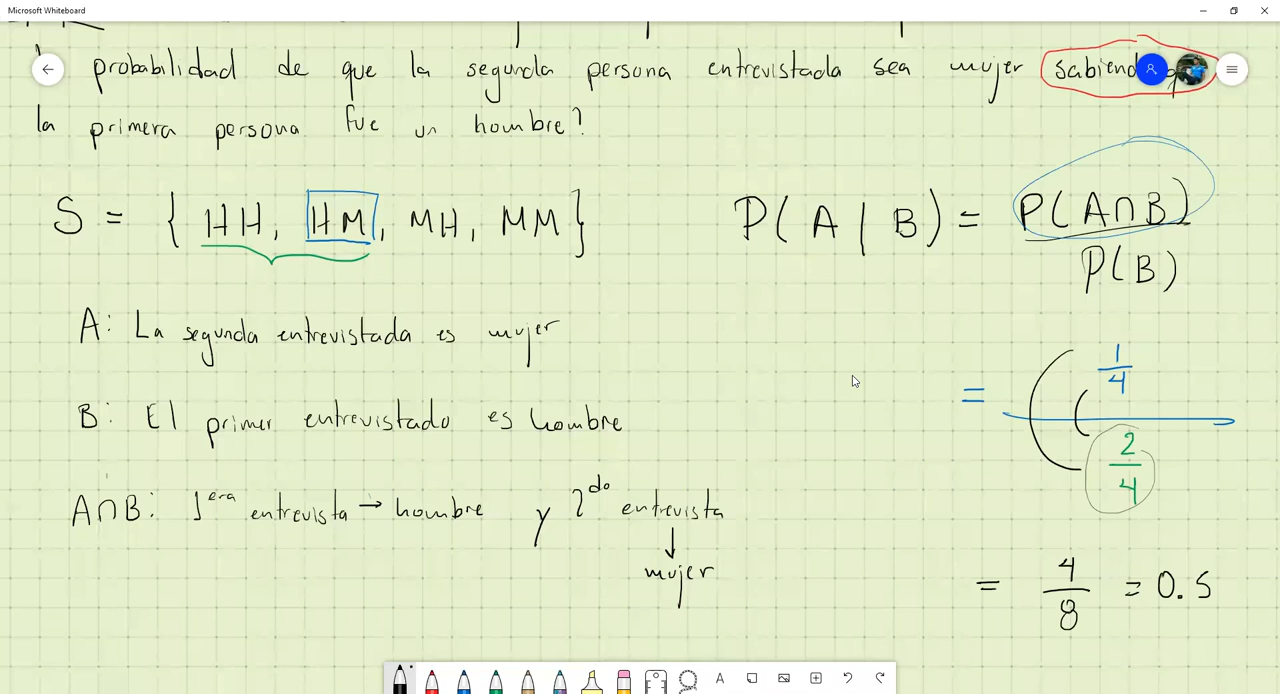 Microsoft Whiteboard
probabilidad de que la segunda persona entrevistada sea mujer
la primera persona fue un hombre?
S = { HH, HM, MH, MM }
P( A | B ) = P( A∩B ) / P( B )
A: La segunda entrevistada es mujer
= 1/4 / 2/4
B: El primer entrevistado es hombre
A∩B: 1era entrevista → hombre y 2do entrevista
↓
mujer
= 4/8 = 0.5
A